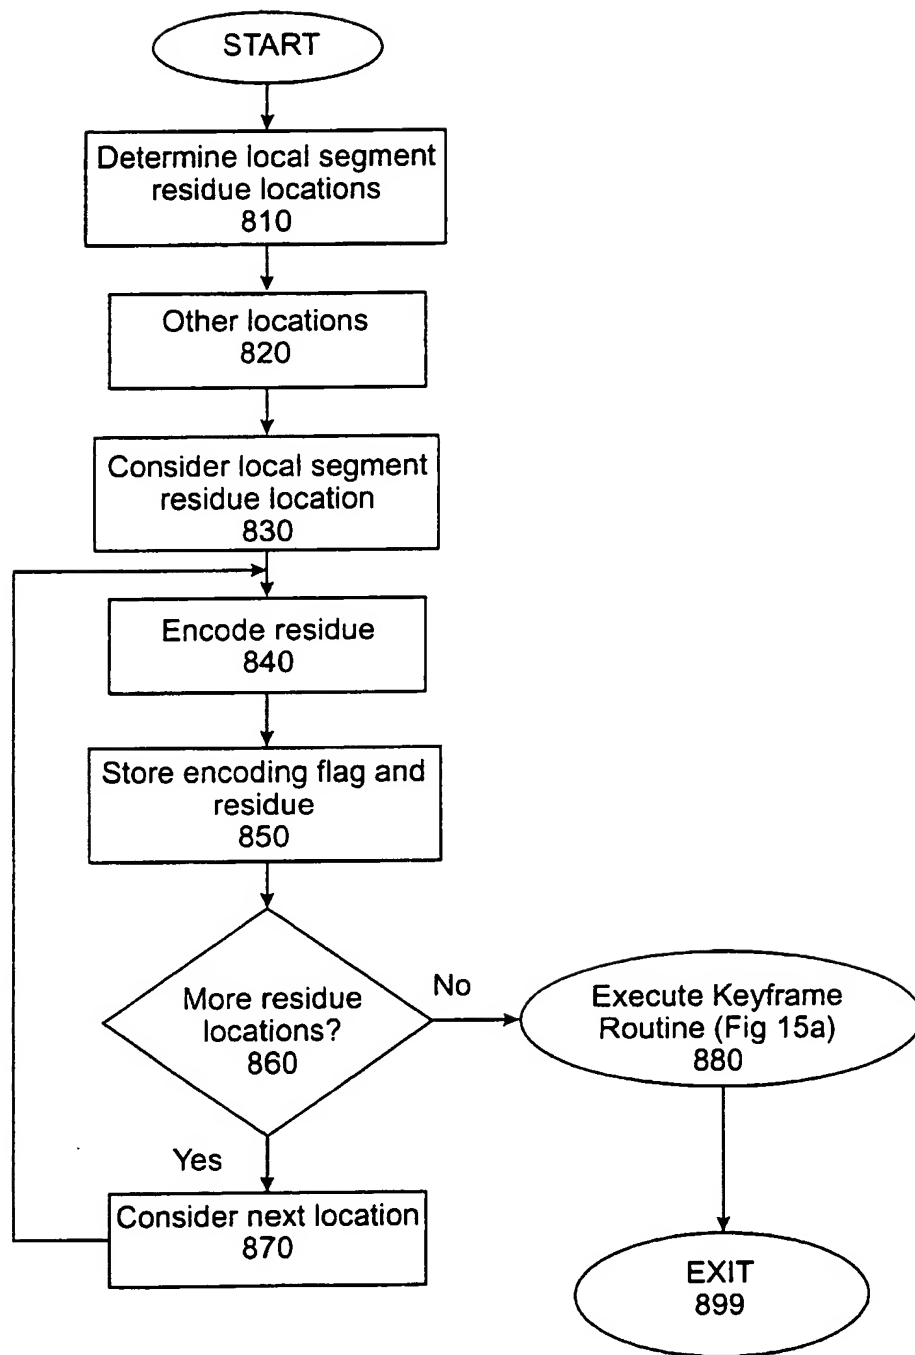 START
Determine local segment
residue locations
810
Other locations
820
Consider local segment
residue location
830
Encode residue
840
Store encoding flag and
residue
850
More residue
locations?
860
No
Execute Keyframe
Routine (Fig 15a)
880
Yes
Consider next location
870
EXIT
899